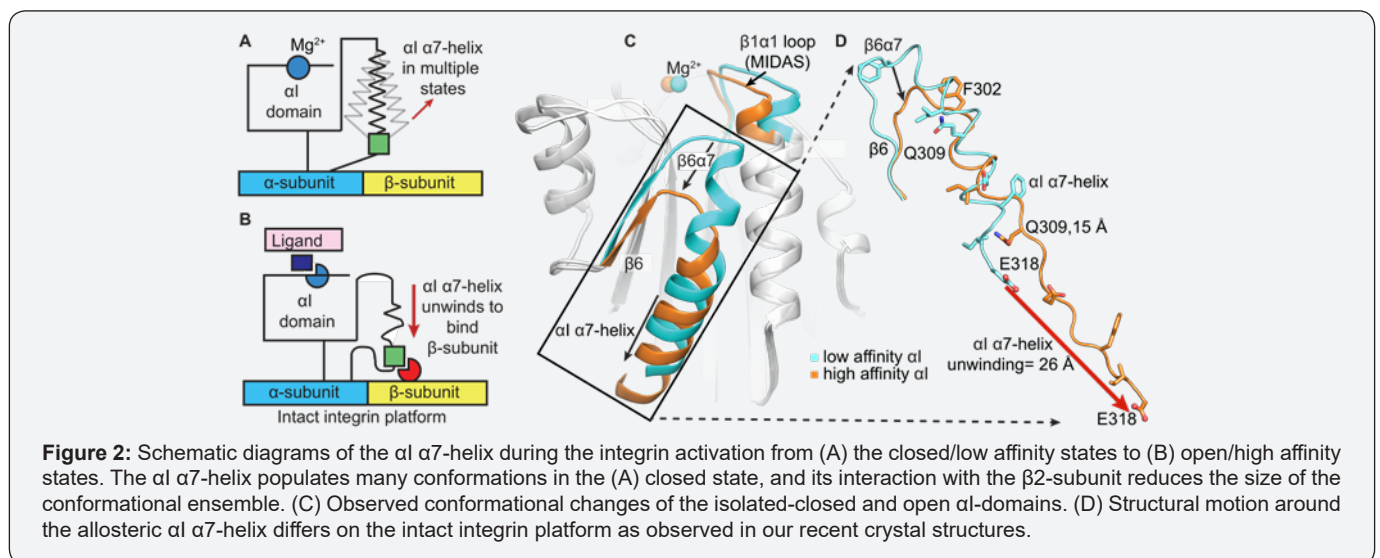 A
Mg2+
αI
domain
αI α7-helix
in multiple
states
α-subunit
β-subunit
B
Ligand
αI
domain
αI α7-helix
unwinds to
bind
β-subunit
α-subunit
β-subunit
Intact integrin platform
C
Mg2+
β1α1 loop
(MIDAS)
β6α7
β6
αI α7-helix
low affinity αI
high affinity αI
D
β6α7
F302
β6
Q309
αI α7-helix
Q309,15 Å
E318
αI α7-helix
unwinding= 26 Å
E318
Figure 2: Schematic diagrams of the αI α7-helix during the integrin activation from (A) the closed/low affinity states to (B) open/high affinity
states. The αI α7-helix populates many conformations in the (A) closed state, and its interaction with the β2-subunit reduces the size of the
conformational ensemble. (C) Observed conformational changes of the isolated-closed and open αI-domains. (D) Structural motion around
the allosteric αI α7-helix differs on the intact integrin platform as observed in our recent crystal structures.